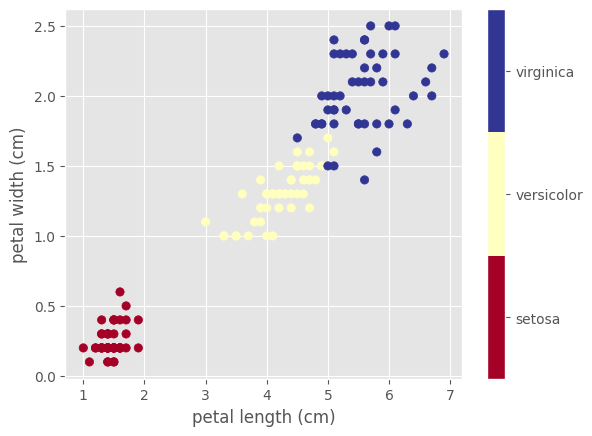 2.5
2.0
1.5
1.0
0.5
0.0
petal width (cm)
1 2 3 4 5 6 7
petal length (cm)
virginica
versicolor
setosa